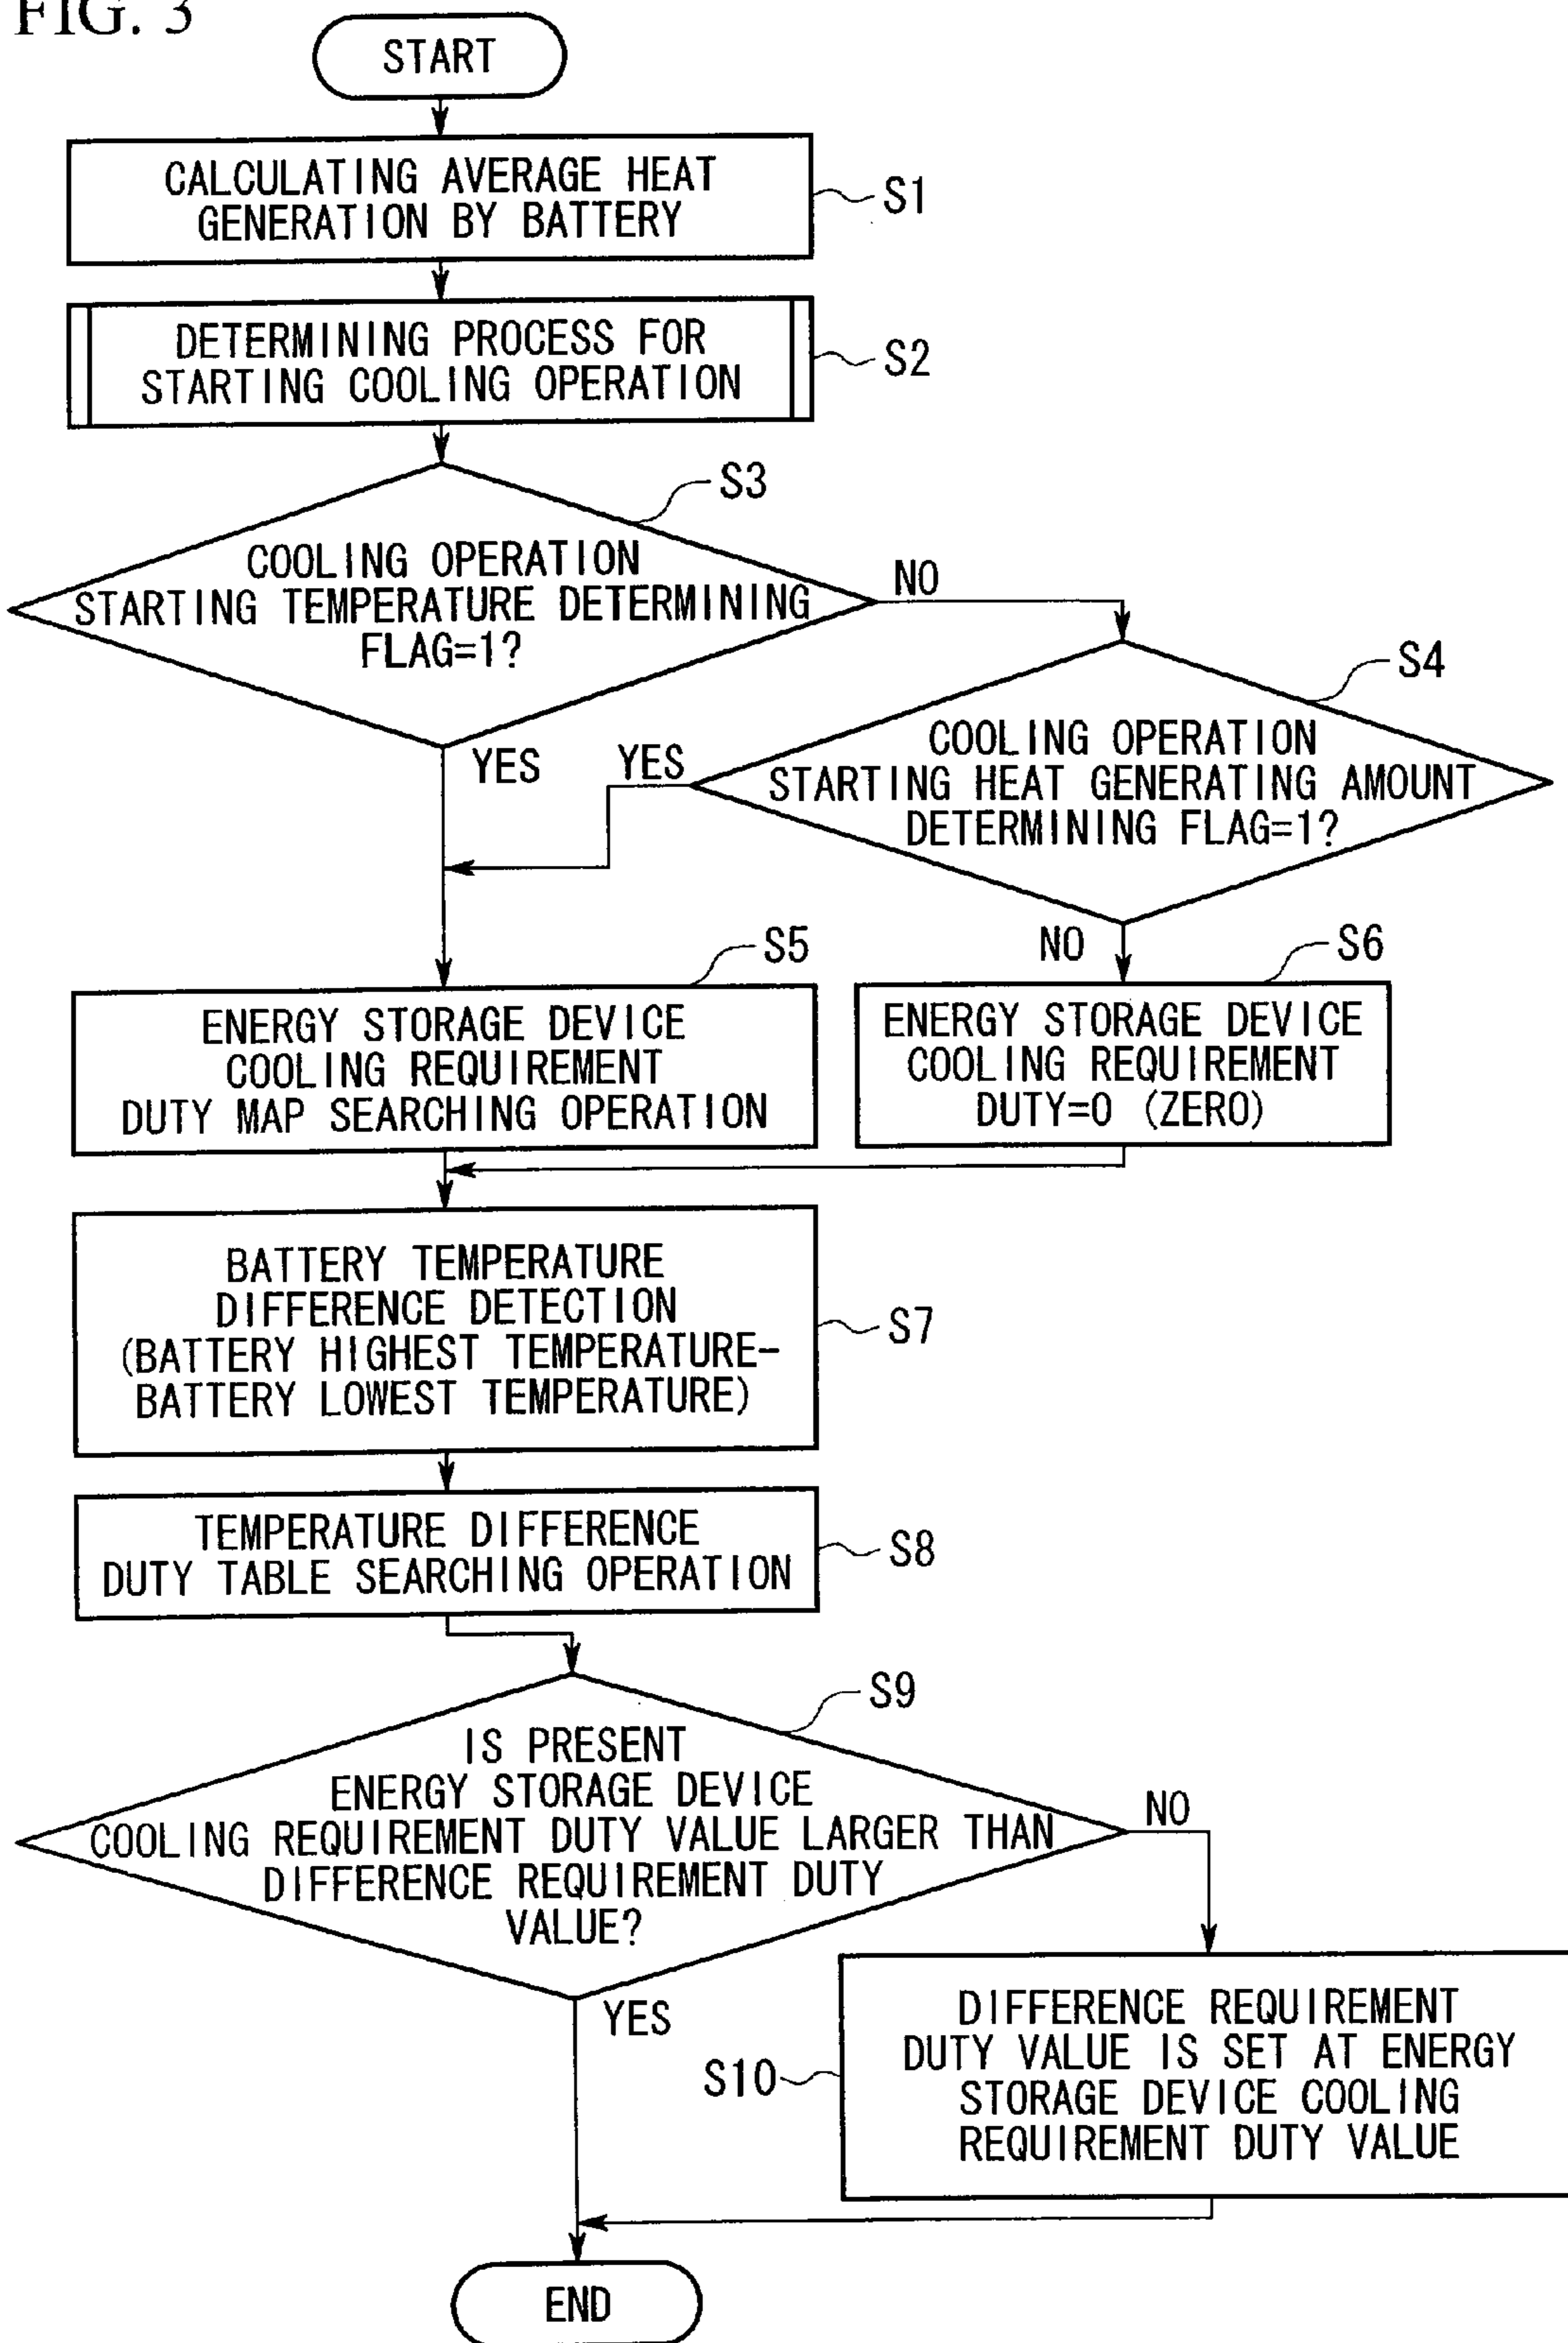 FIG. 3
START
CALCULATING AVERAGE HEAT
GENERATION BY BATTERY
S1
DETERMINING PROCESS FOR
STARTING COOLING OPERATION
S2
S3
COOLING OPERATION
STARTING TEMPERATURE DETERMINING
FLAG=1?
NO
YES
S4
COOLING OPERATION
STARTING HEAT GENERATING AMOUNT
DETERMINING FLAG=1?
YES
NO
S5
ENERGY STORAGE DEVICE
COOLING REQUIREMENT
DUTY MAP SEARCHING OPERATION
S6
ENERGY STORAGE DEVICE
COOLING REQUIREMENT
DUTY=0 (ZERO)
BATTERY TEMPERATURE
DIFFERENCE DETECTION
(BATTERY HIGHEST TEMPERATURE-
BATTERY LOWEST TEMPERATURE)
S7
TEMPERATURE DIFFERENCE
DUTY TABLE SEARCHING OPERATION
S8
S9
IS PRESENT
ENERGY STORAGE DEVICE
COOLING REQUIREMENT DUTY VALUE LARGER THAN
DIFFERENCE REQUIREMENT DUTY
VALUE?
NO
YES
DIFFERENCE REQUIREMENT
DUTY VALUE IS SET AT ENERGY
STORAGE DEVICE COOLING
REQUIREMENT DUTY VALUE
S10
END